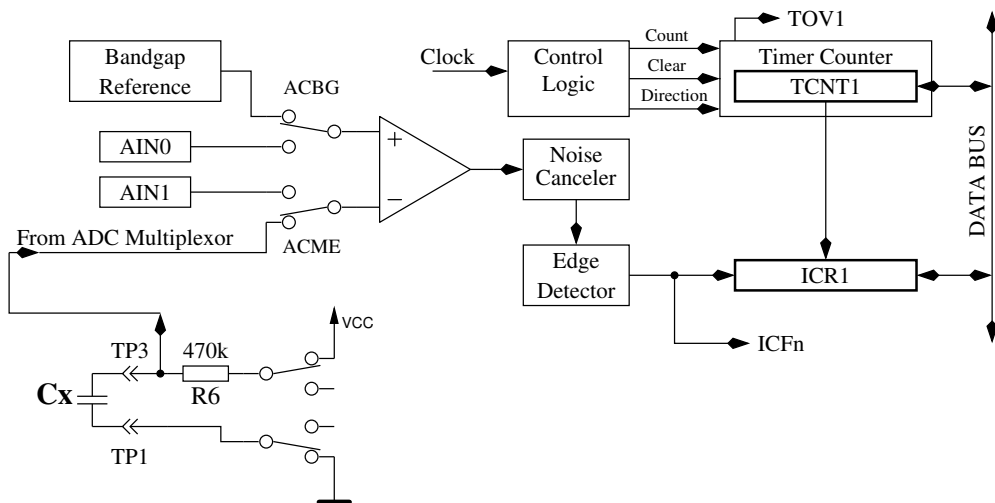 TOV1
Bandgap
Reference
ACBG
Clock
Control
Logic
Count
Clear
Direction
Timer Counter
TCNT1
AIN0
+
Noise
Canceler
AIN1
−
DATA BUS
From ADC Multiplexor
ACME
Edge
Detector
ICR1
VCC
ICFn
TP3
470k
R6
Cx
TP1